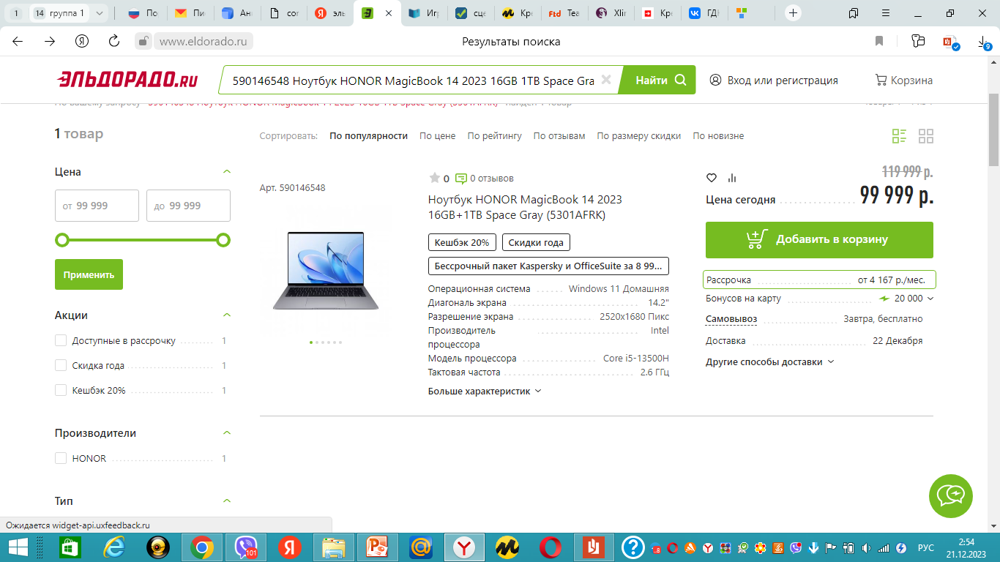 1
14 группа 1
По
Пи
Ан
cor
эль
Игр
сце
Кре
Ftd Tea
Xlir
Кре
ГДЗ
www.eldorado.ru
Результаты поиска
9
ЭЛЬДОРАДО.RU
590146548 Ноутбук HONOR MagicBook 14 2023 16GB 1TB Space Gra
Найти
Вход или регистрация
Корзина
1 товар
Сортировать: По популярности По цене По рейтингу По отзывам По размеру скидки По новизне
Цена
от 99 999
до 99 999
Применить
Акции
Доступные в рассрочку 1
Скидка года 1
Кешбэк 20% 1
Производители
HONOR 1
Тип
Арт. 590146548
0 0 отзывов
Ноутбук HONOR MagicBook 14 2023
16GB+1TB Space Gray (5301AFRK)
Кешбэк 20% Скидки года
Бессрочный пакет Kaspersky и OfficeSuite за 8 99...
Операционная система Windows 11 Домашняя
Диагональ экрана 14.2"
Разрешение экрана 2520x1680 Пикс
Производитель Intel
процессора
Модель процессора Core i5-13500H
Тактовая частота 2.6 ГГц
Больше характеристик
119 999 р.
Цена сегодня 99 999 р.
Добавить в корзину
Рассрочка от 4 167 р./мес.
Бонусов на карту 20 000
Самовывоз Завтра, бесплатно
Доставка 22 Декабря
Другие способы доставки
Ожидается widget-api.uxfeedback.ru
101
РУС
2:54
21.12.2023